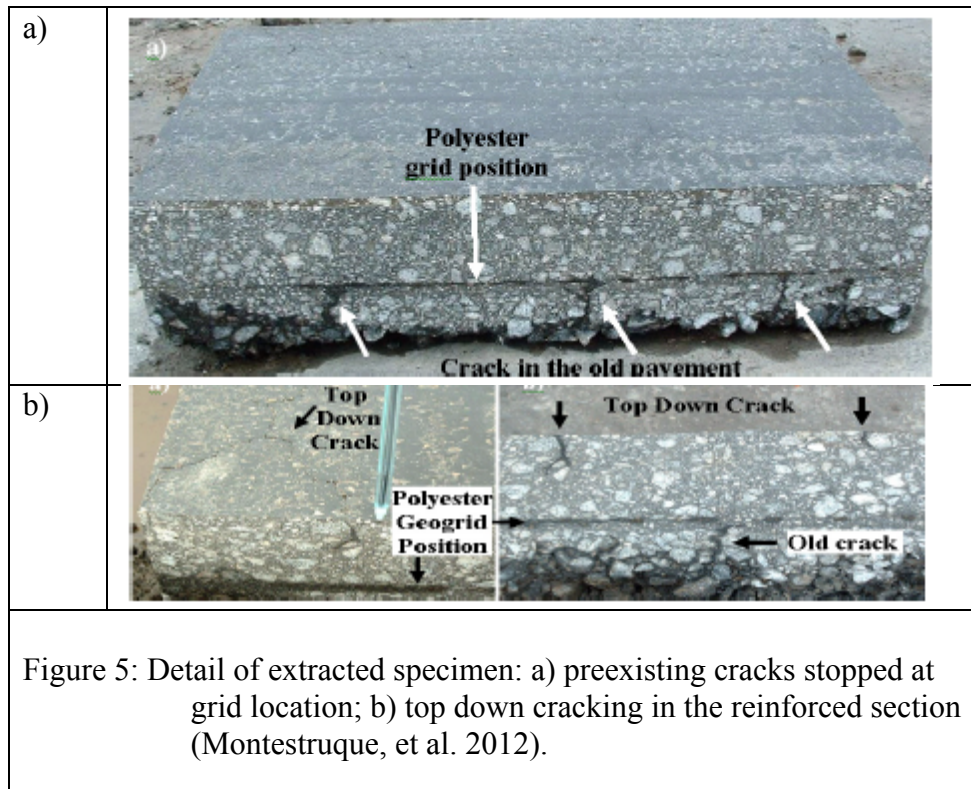 a)
a)
Polyester
grid position
Crack in the old pavement
b)
Top
Down
Crack
Polyester
Geogrid
Position
Top Down Crack
Old crack
Figure 5: Detail of extracted specimen: a) preexisting cracks stopped at
grid location; b) top down cracking in the reinforced section
(Montestruque, et al. 2012).